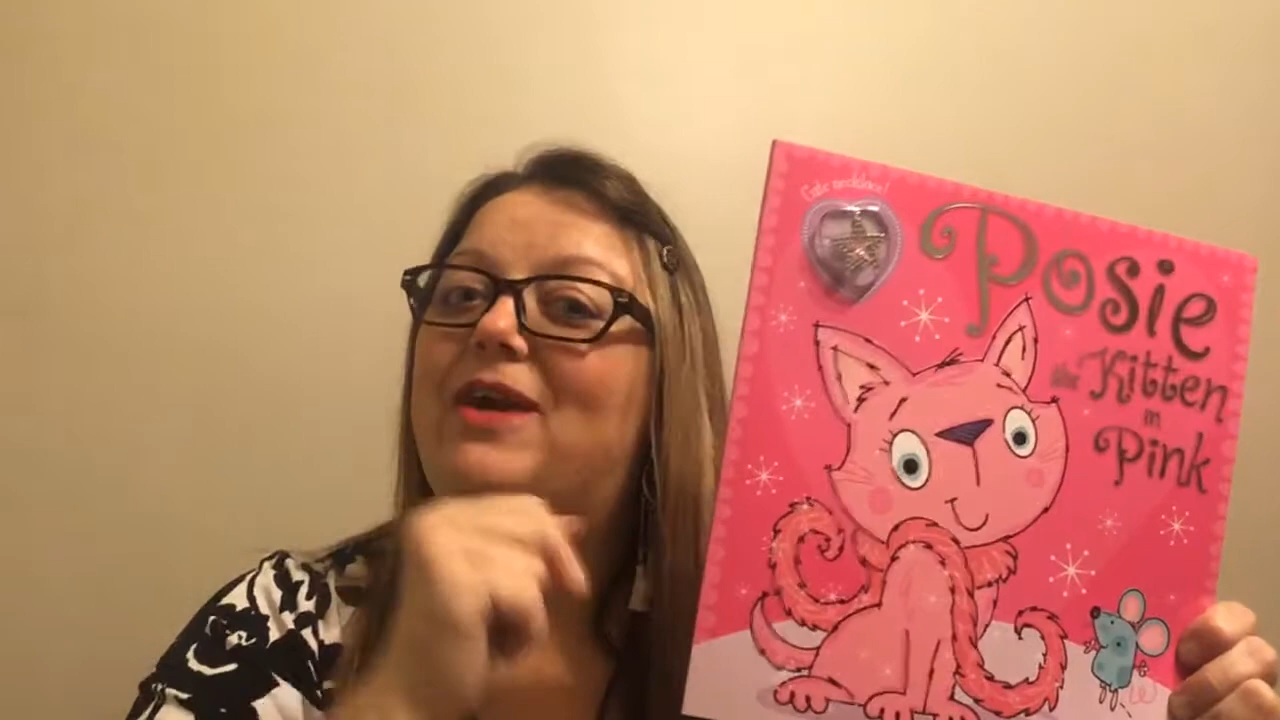 Cute necklace!
Posie
the Kitten
in
Pink